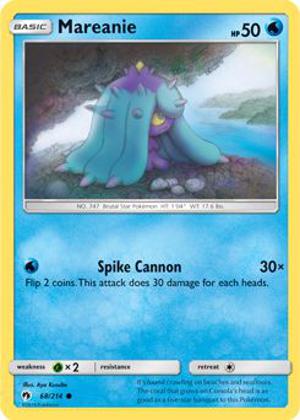 BASIC Mareanie HP 50
NO. 747 Brutal Star Pokémon HT: 1'04" WT: 17.6 lbs.
Spike Cannon 30×
Flip 2 coins. This attack does 30 damage for each heads.
weakness ×2 resistance retreat
Illus. Aya Kusube
68/214
It's found crawling on beaches and seafloors.
The coral that grows on Corsola's head is as
good as a five-star banquet to this Pokémon.